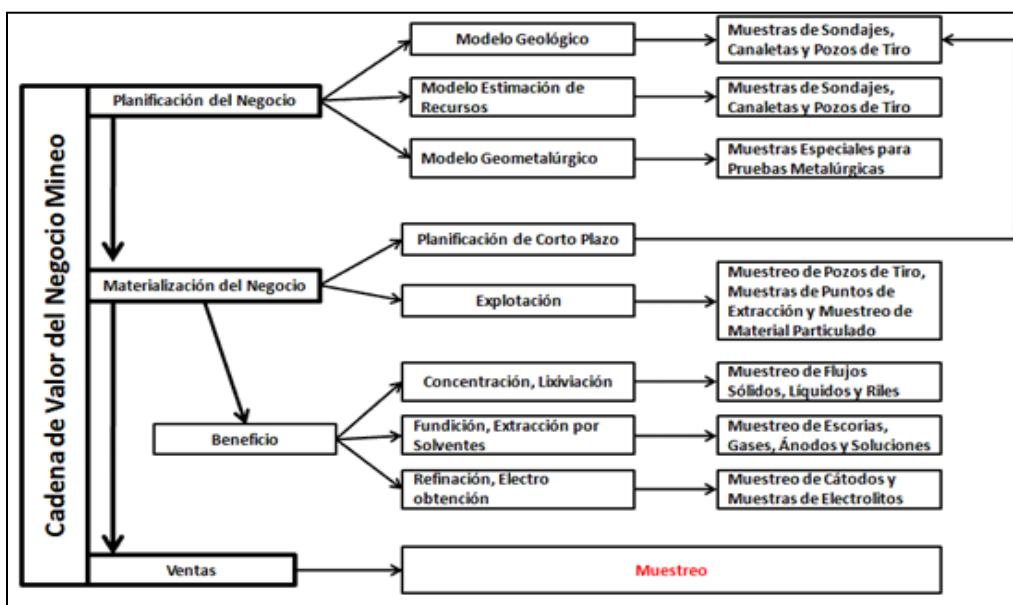 Cadena de Valor del Negocio Mineo
Planificación del Negocio
Modelo Geológico
Muestras de Sondajes,
Canaletas y Pozos de Tiro
Modelo Estimación de
Recursos
Muestras de Sondajes,
Canaletas y Pozos de Tiro
Modelo Geometalúrgico
Muestras Especiales para
Pruebas Metalúrgicas
Materialización del Negocio
Planificación de Corto Plazo
Explotación
Muestreo de Pozos de Tiro,
Muestras de Puntos de
Extracción y Muestreo de
Material Particulado
Beneficio
Concentración, Lixiviación
Muestreo de Flujos
Sólidos, Líquidos y Riles
Fundición, Extracción por
Solventes
Muestreo de Escorias,
Gases, Ánodos y Soluciones
Refinación, Electro
obtención
Muestreo de Cátodos y
Muestras de Electrolitos
Ventas
Muestreo